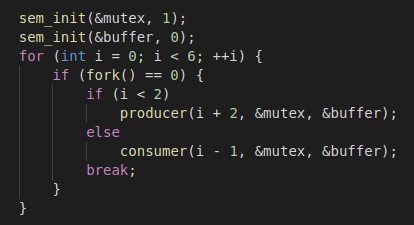 sem_init(&mutex, 1);
sem_init(&buffer, 0);
for (int i = 0; i < 6; ++i) {
    if (fork() == 0) {
        if (i < 2)
            producer(i + 2, &mutex, &buffer);
        else
            consumer(i - 1, &mutex, &buffer);
        break;
    }
}